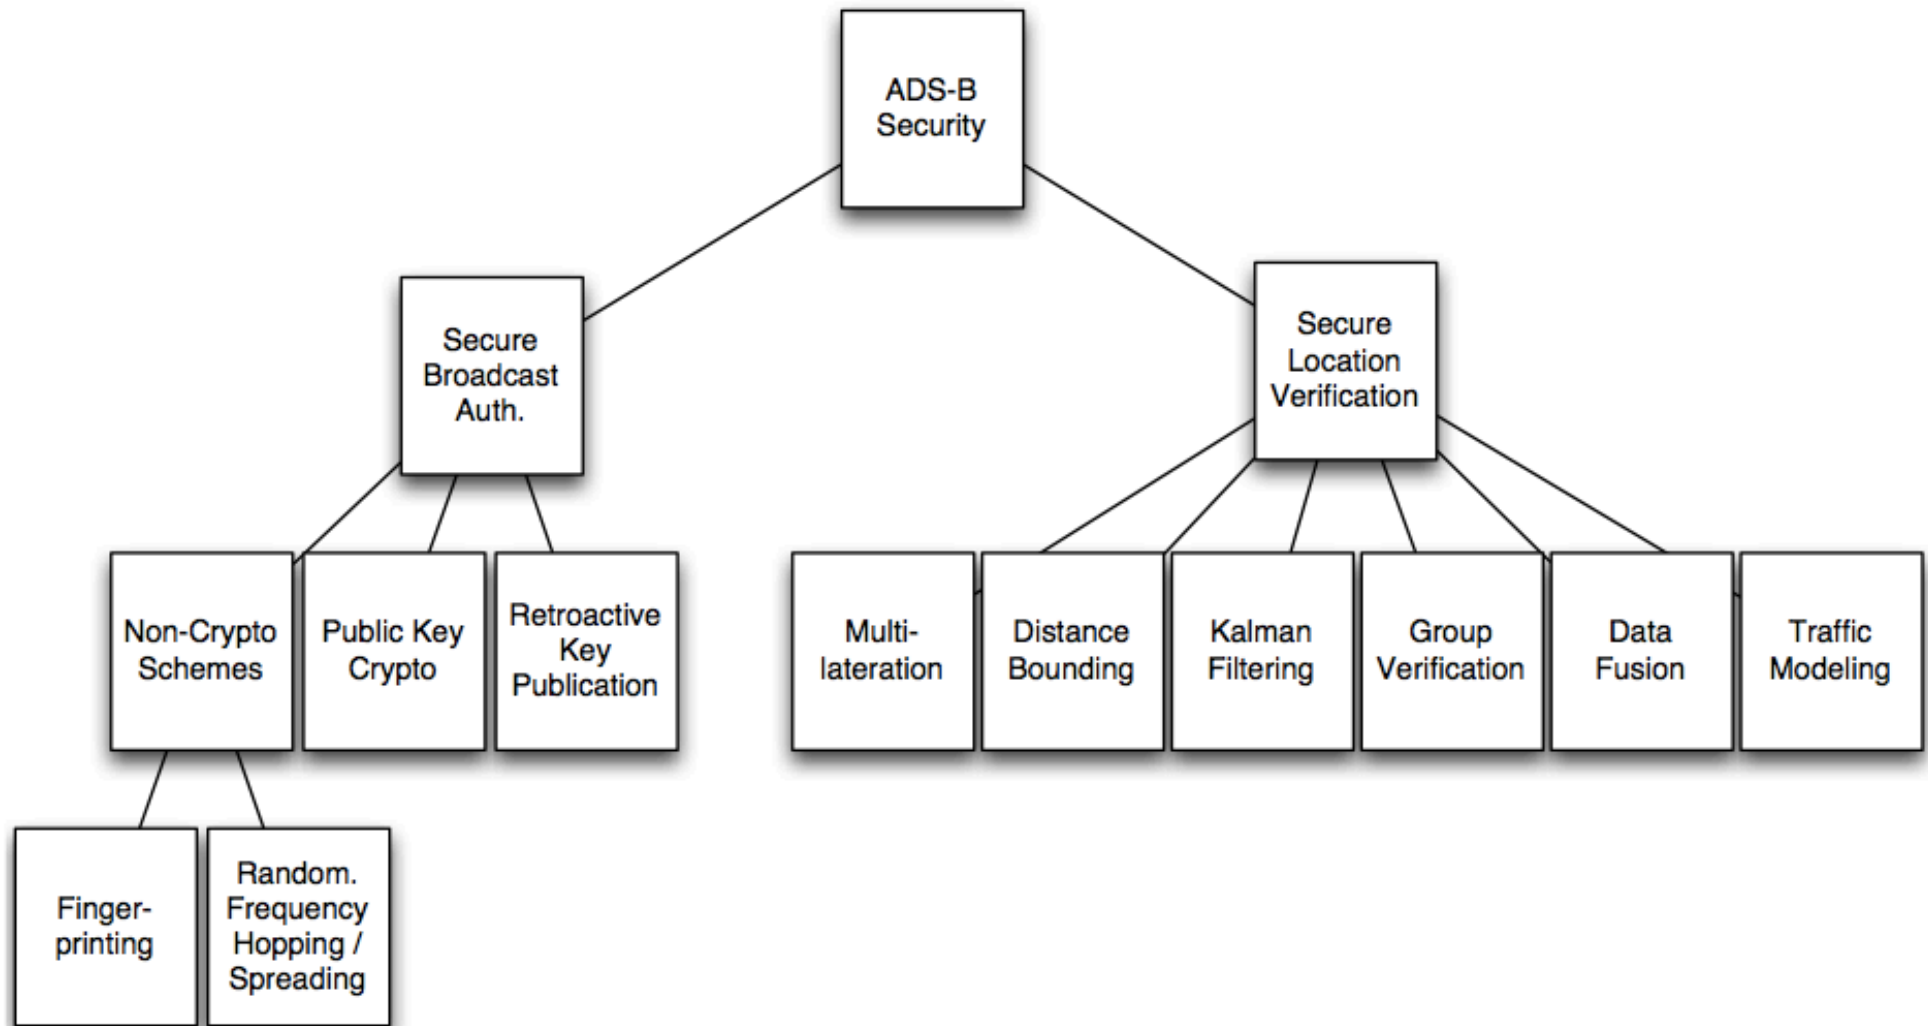 ADS-B
Security
Secure
Broadcast
Auth.
Secure
Location
Verification
Non-Crypto
Schemes
Public Key
Crypto
Retroactive
Key
Publication
Multi-
lateration
Distance
Bounding
Kalman
Filtering
Group
Verification
Data
Fusion
Traffic
Modeling
Finger-
printing
Random.
Frequency
Hopping /
Spreading